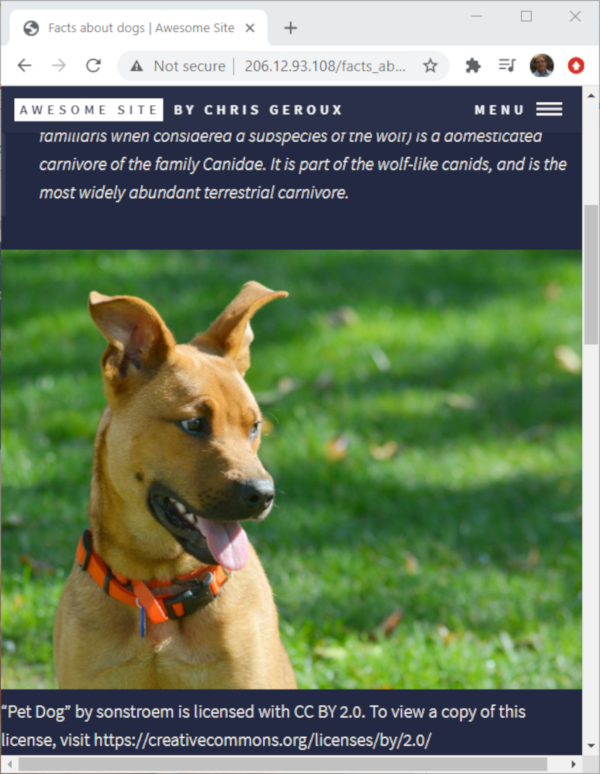 Facts about dogs | Awesome Site
Not secure | 206.12.93.108/facts_ab...
AWESOME SITE BY CHRIS GEROUX MENU
familiaris when considered a subspecies of the wolf) is a domesticated
carnivore of the family Canidae. It is part of the wolf-like canids, and is the
most widely abundant terrestrial carnivore.
“Pet Dog” by sonstroem is licensed with CC BY 2.0. To view a copy of this
license, visit https://creativecommons.org/licenses/by/2.0/